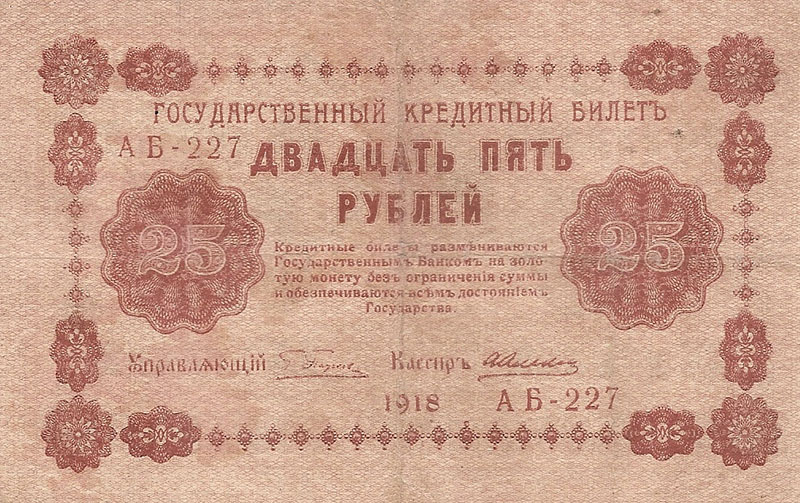 ГОСУДАРСТВЕННЫЙ КРЕДИТНЫЙ БИЛЕТЪ
АБ-227
ДВАДЦАТЬ ПЯТЬ
РУБЛЕЙ
25
25
Кредитные билеты размѣниваются
Государственнымъ Банкомъ на золо-
тую монету безъ ограниченія суммы
и обезпечиваются всѣмъ достояніемъ
Государства.
Управляющій
Кассиръ
1918 АБ-227